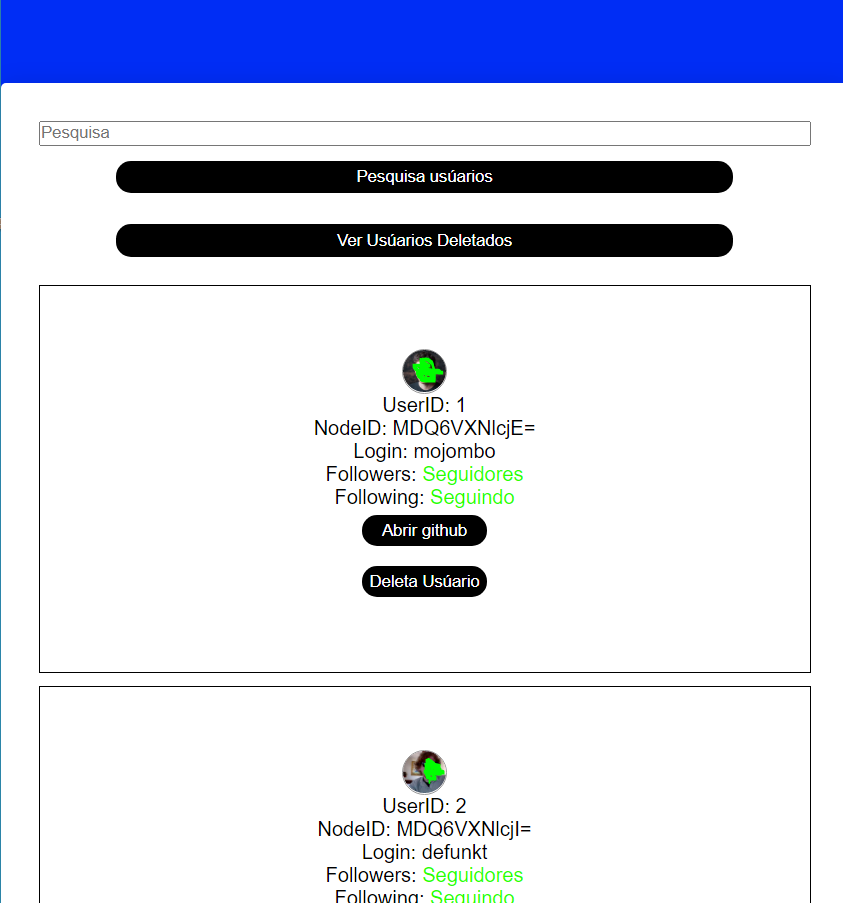 Pesquisa
Pesquisa usúarios
Ver Usúarios Deletados
UserID: 1
NodeID: MDQ6VXNlcjE=
Login: mojombo
Followers: Seguidores
Following: Seguindo
Abrir github
Deleta Usúario
UserID: 2
NodeID: MDQ6VXNlcjI=
Login: defunkt
Followers: Seguidores
Following: Seguindo